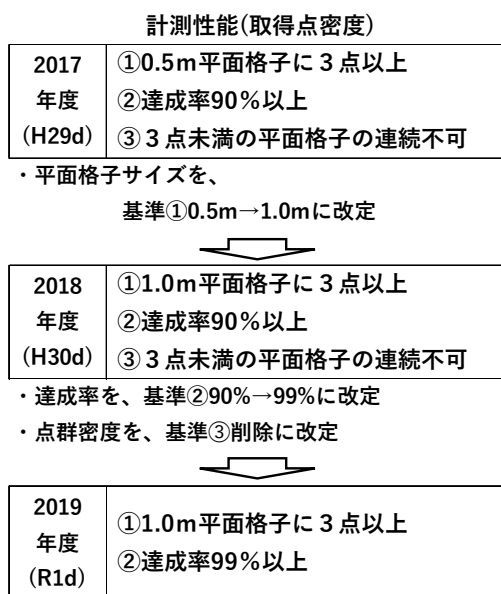 計測性能(取得点密度)
2017
年度
(H29d)
①0.5m平面格子に３点以上
②達成率90%以上
③３点未満の平面格子の連続不可
・平面格子サイズを、
基準①0.5m→1.0mに改定
2018
年度
(H30d)
①1.0m平面格子に３点以上
②達成率90%以上
③３点未満の平面格子の連続不可
・達成率を、基準②90%→99%に改定
・点群密度を、基準③削除に改定
2019
年度
(R1d)
①1.0m平面格子に３点以上
②達成率99%以上